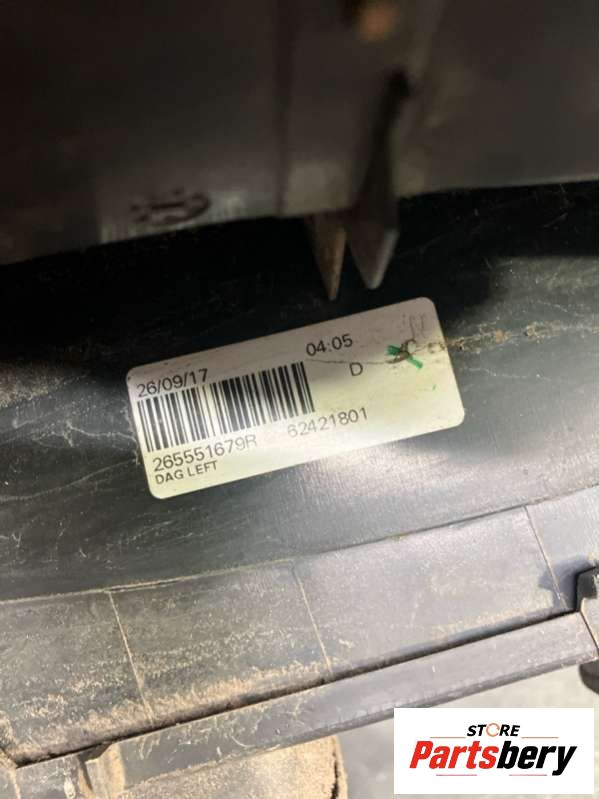 26/09/17 04:05
D
265551679R 62421801
DAG LEFT
STORE
Partsbery